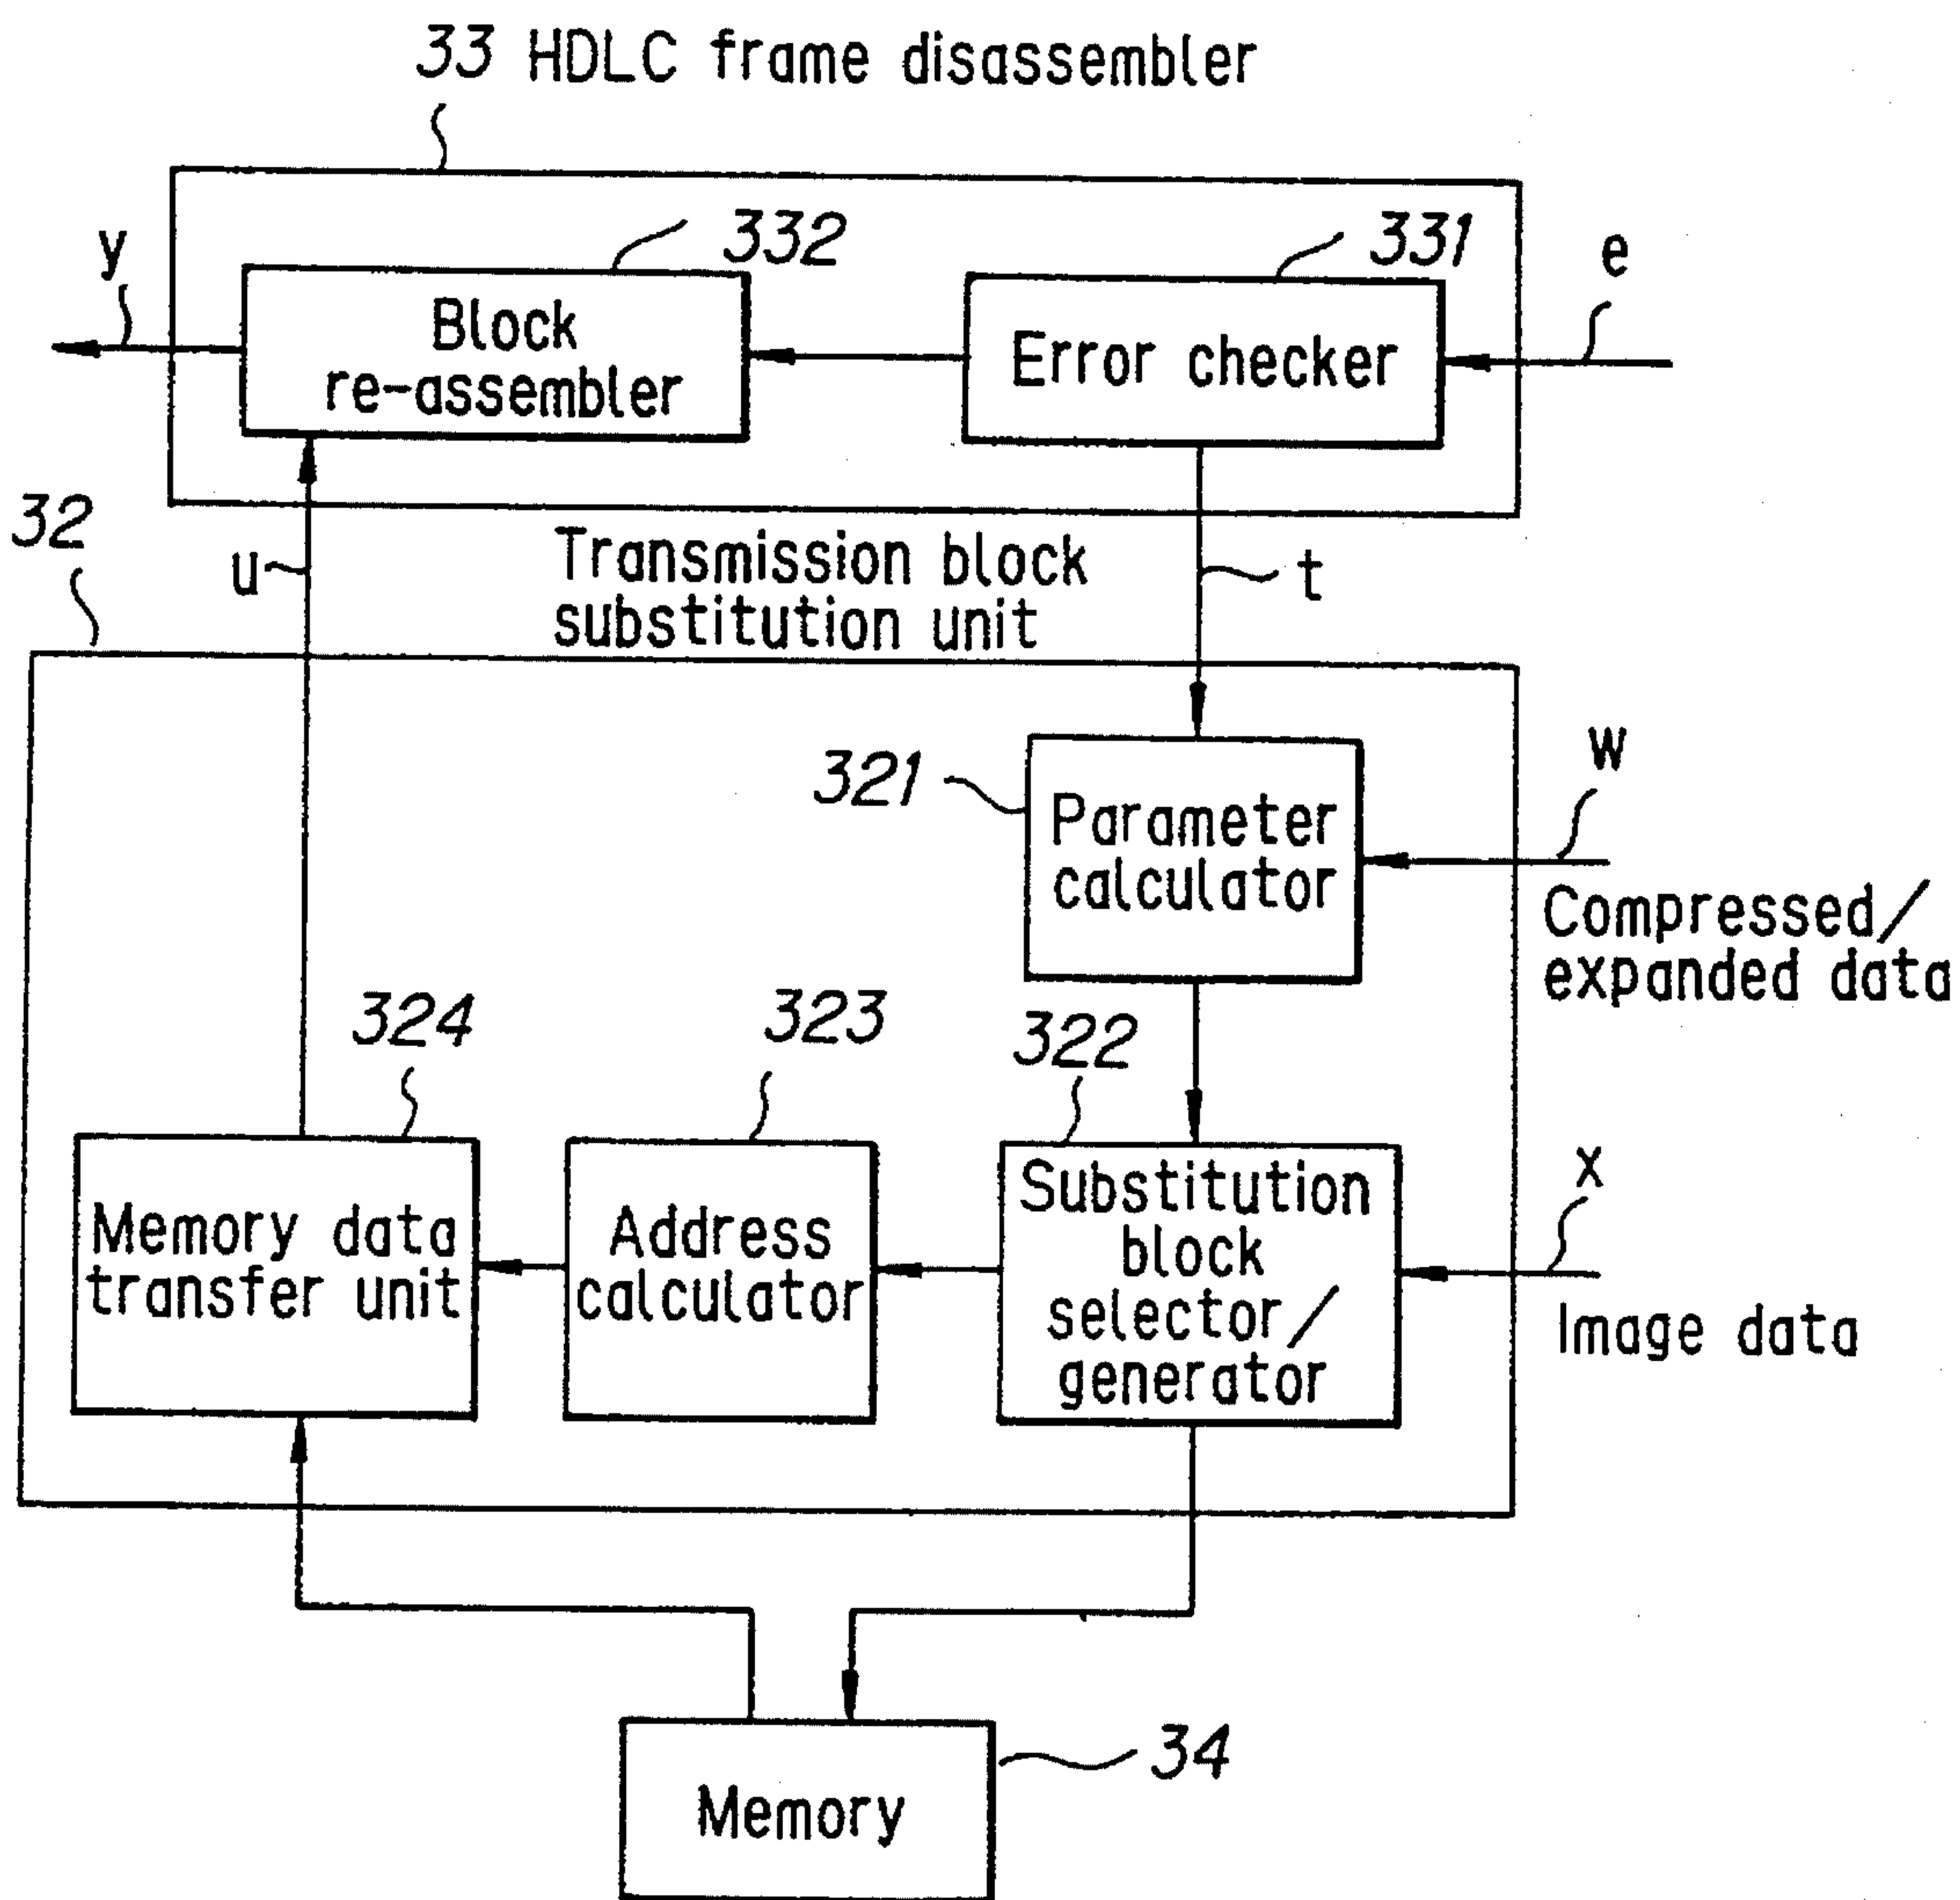 33 HDLC frame disassembler
y
332
331
e
Block
re-assembler
Error checker
32
u
Transmission block
substitution unit
t
321
Parameter
calculator
w
Compressed/
expanded data
324
323
322
Memory data
transfer unit
Address
calculator
Substitution
block
selector/
generator
x
Image data
Memory
34